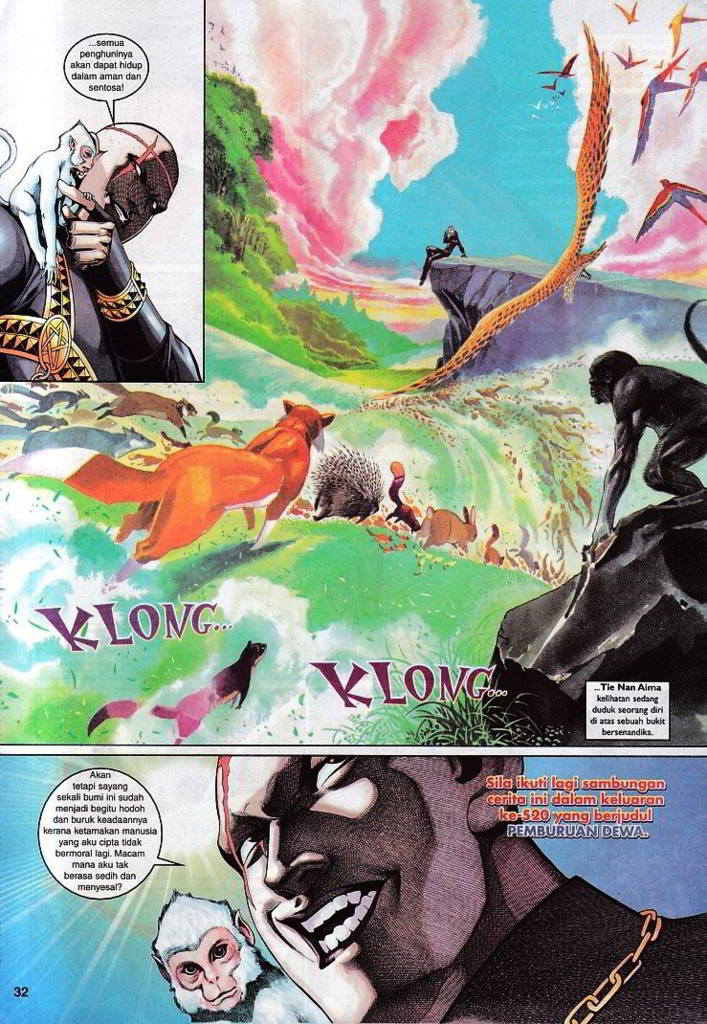 ...semua
penghuninya
akan dapat hidup
dalam aman dan
sentosa!
KLONG...
KLONG...
...Tie Nan Aima
kelihatan sedang
duduk seorang diri
di atas sebuah bukit
bersenandika.
Akan
tetapi sayang
sekali bumi ini sudah
menjadi begitu hodoh
dan buruk keadaannya
kerana ketamakan manusia
yang aku cipta tidak
bermoral lagi. Macam
mana aku tak
berasa sedih dan
menyesal?
Sila ikuti lagi sambungan
cerita ini dalam keluaran
ke-520 yang berjudul
PEMBURUAN DEWA.
32